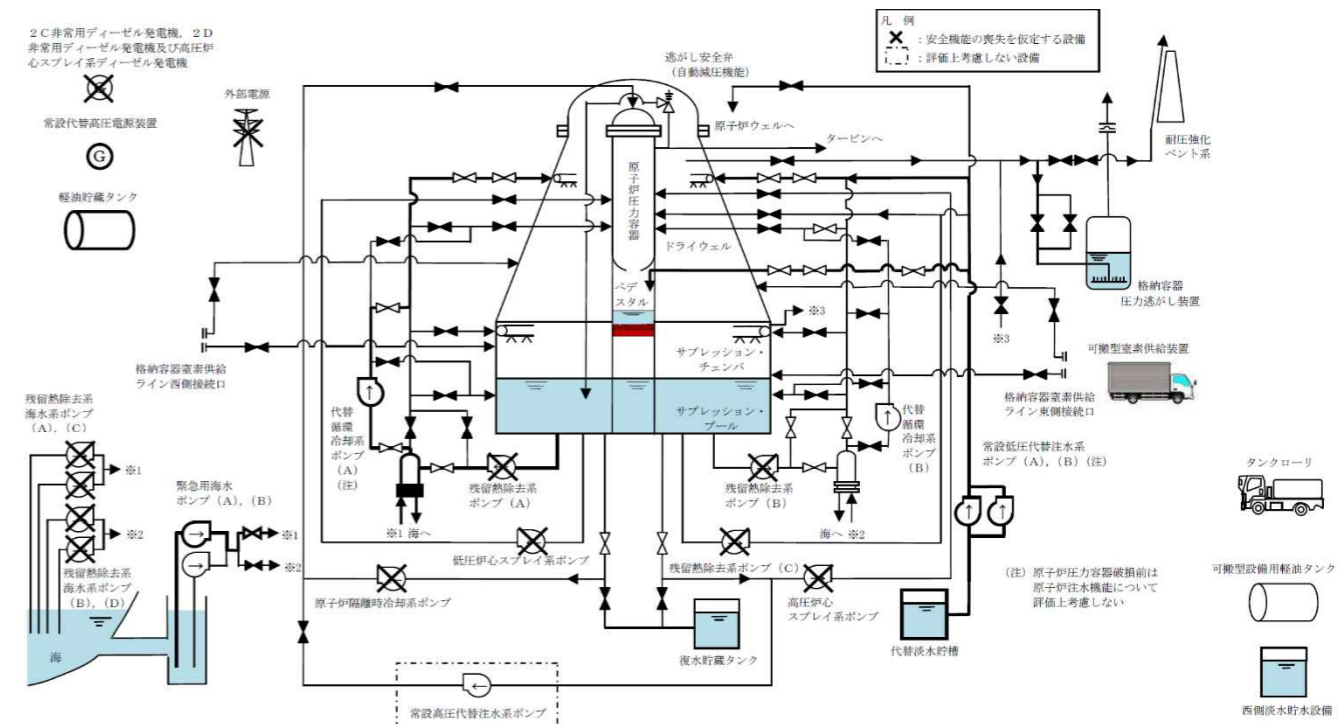 2C非常用ディーゼル発電機,2D
非常用ディーゼル発電機及び高圧炉
心スプレイ系ディーゼル発電機
外部電源
常設代替高圧電源装置
G
軽油貯蔵タンク
凡 例
:安全機能の喪失を仮定する設備
:評価上考慮しない設備
逃がし安全弁
(自動減圧機能)
原子炉ウェルへ
タービンへ
耐圧強化
ベント系
原子炉圧力容器
ドライウェル
ペデ
スタル
※3
サプレッション・
チェンバ
サプレッション・
プール
格納容器
圧力逃がし装置
※3
可搬型窒素供給装置
格納容器窒素供給
ライン西側接続口
格納容器窒素供給
ライン東側接続口
代替
循環
冷却系
ポンプ
(A)
(注)
代替
循環
冷却系
ポンプ
(B)
常設低圧代替注水系
ポンプ(A),(B)(注)
残留熱除去系
海水系ポンプ
(A),(C)
※1
※2
残留熱除去系
海水系ポンプ
(B),(D)
海
緊急用海水
ポンプ(A),(B)
※1
※2
残留熱除去系
ポンプ(A)
残留熱除去系
ポンプ(B)
※1 海へ
海へ ※2
低圧炉心スプレイ系ポンプ
残留熱除去系ポンプ(C)
原子炉隔離時冷却系ポンプ
高圧炉心
スプレイ系ポンプ
復水貯蔵タンク
代替淡水貯槽
常設高圧代替注水系ポンプ
(注)原子炉圧力容器破損前は
原子炉注水機能について
評価上考慮しない
タンクローリ
可搬型設備用軽油タンク
西側淡水貯水設備